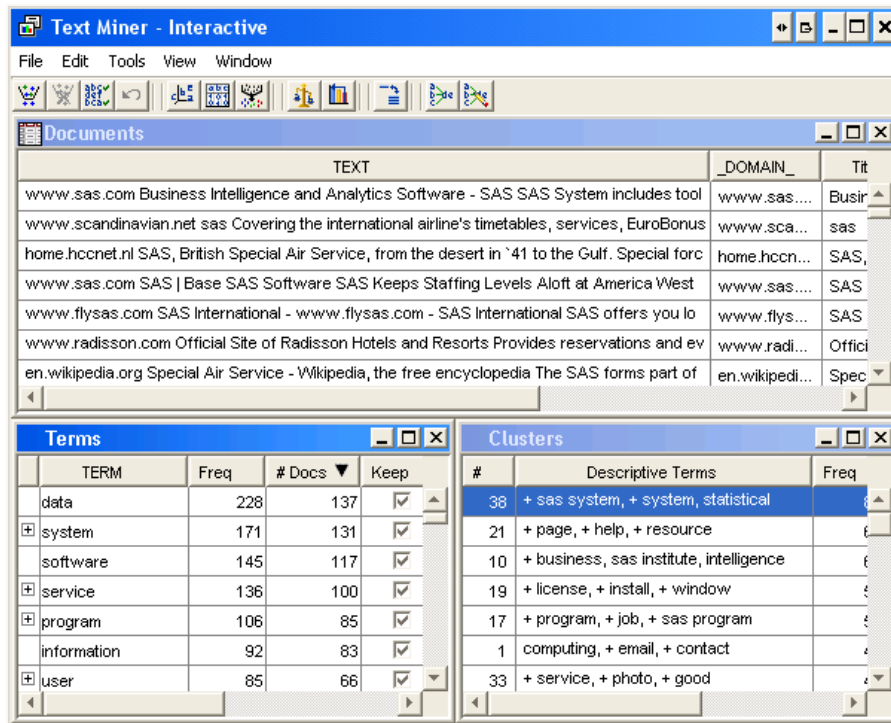 Text Miner - Interactive
File Edit Tools View Window
Documents
TEXT _DOMAIN_ Tit
www.sas.com Business Intelligence and Analytics Software - SAS SAS System includes tool www.sas.... Busir
www.scandinavian.net sas Covering the international airline's timetables, services, EuroBonus www.sca... sas
home.hccnet.nl SAS, British Special Air Service, from the desert in `41 to the Gulf. Special forc home.hccn... SAS,
www.sas.com SAS | Base SAS Software SAS Keeps Staffing Levels Aloft at America West www.sas.... SAS
www.flysas.com SAS International - www.flysas.com - SAS International SAS offers you lo www.flys... SAS
www.radisson.com Official Site of Radisson Hotels and Resorts Provides reservations and ev www.radi... Offici
en.wikipedia.org Special Air Service - Wikipedia, the free encyclopedia The SAS forms part of en.wikipedi... Spec
Terms
TERM Freq # Docs ▼ Keep
data 228 137
system 171 131
software 145 117
service 136 100
program 106 85
information 92 83
user 85 66
Clusters
# Descriptive Terms Freq
38 + sas system, + system, statistical
21 + page, + help, + resource
10 + business, sas institute, intelligence
19 + license, + install, + window
17 + program, + job, + sas program
1 computing, + email, + contact
33 + service, + photo, + good